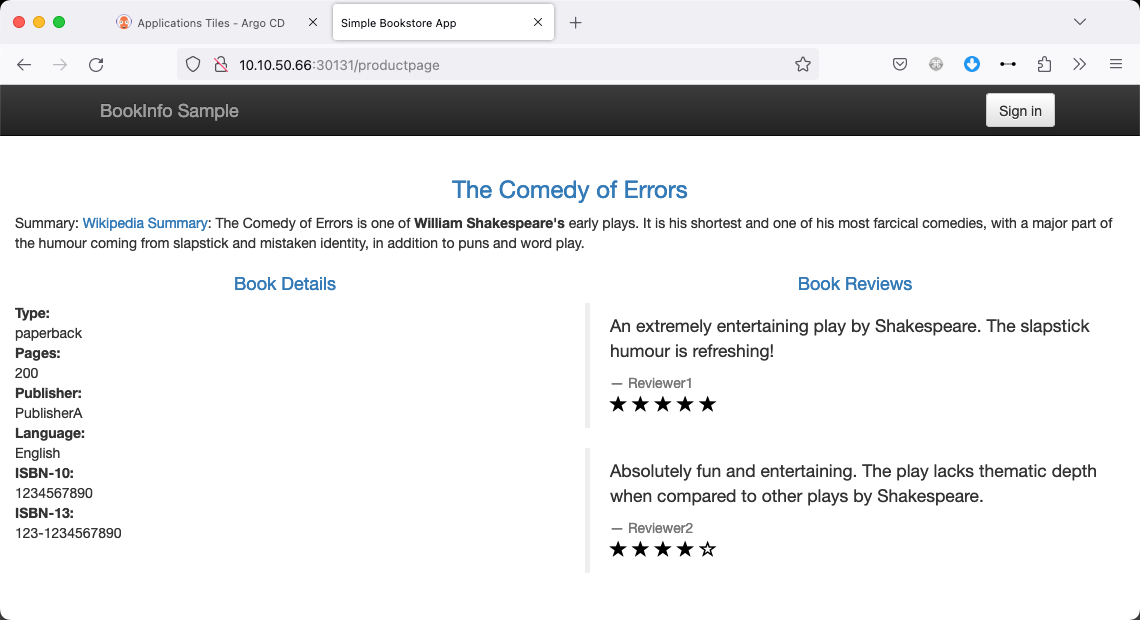 Applications Tiles - Argo CD
Simple Bookstore App
10.10.50.66:30131/productpage
BookInfo Sample
Sign in
The Comedy of Errors
Summary: Wikipedia Summary: The Comedy of Errors is one of William Shakespeare's early plays. It is his shortest and one of his most farcical comedies, with a major part of
the humour coming from slapstick and mistaken identity, in addition to puns and word play.
Book Details
Type:
paperback
Pages:
200
Publisher:
PublisherA
Language:
English
ISBN-10:
1234567890
ISBN-13:
123-1234567890
Book Reviews
An extremely entertaining play by Shakespeare. The slapstick
humour is refreshing!
— Reviewer1
★★★★★
Absolutely fun and entertaining. The play lacks thematic depth
when compared to other plays by Shakespeare.
— Reviewer2
★★★★☆